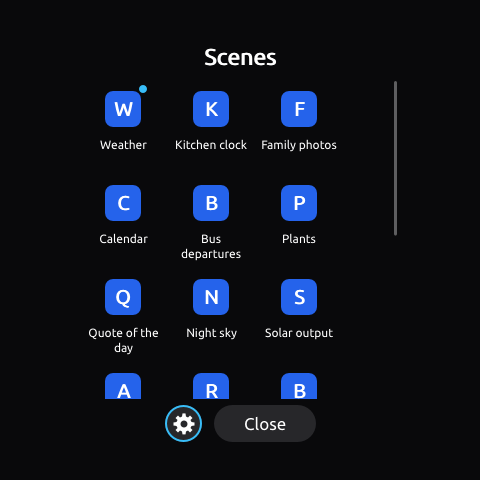 Scenes
W K F
Weather Kitchen clock Family photos
C B P
Calendar Bus departures Plants
Q N S
Quote of the day Night sky Solar output
A R B
Close